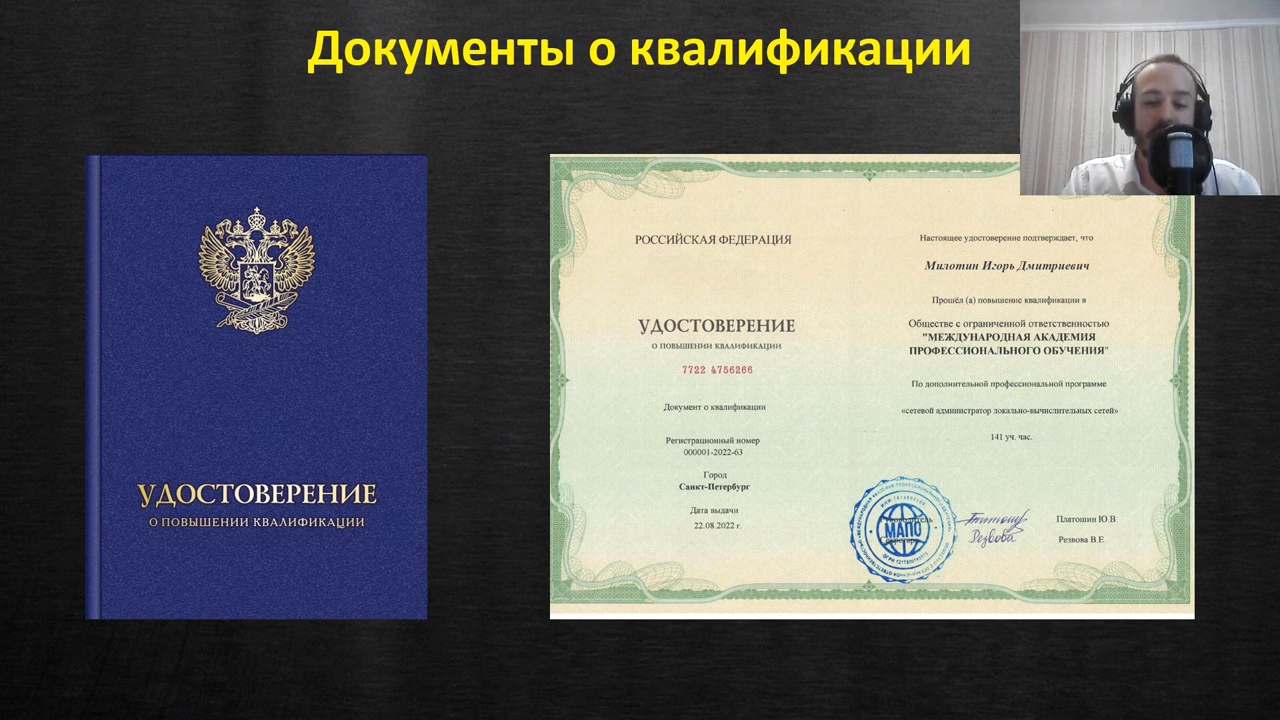 Документы о квалификации
УДОСТОВЕРЕНИЕ
О ПОВЫШЕНИИ КВАЛИФИКАЦИИ
РОССИЙСКАЯ ФЕДЕРАЦИЯ
УДОСТОВЕРЕНИЕ
О ПОВЫШЕНИИ КВАЛИФИКАЦИИ
7722 4756266
Документ о квалификации
Регистрационный номер
000001-2022-63
Город
Санкт-Петербург
Дата выдачи
22.08.2022 г.
Настоящее удостоверение подтверждает, что
Милотин Игорь Дмитриевич
Прошёл (а) повышение квалификации в
Обществе с ограниченной ответственностью
"МЕЖДУНАРОДНАЯ АКАДЕМИЯ
ПРОФЕССИОНАЛЬНОГО ОБУЧЕНИЯ"
По дополнительной профессиональной программе
«сетевой администратор локально-вычислительных сетей»
141 уч. час.
МАПО
Платошин Ю.В
Резвова
Резвова В.Е.